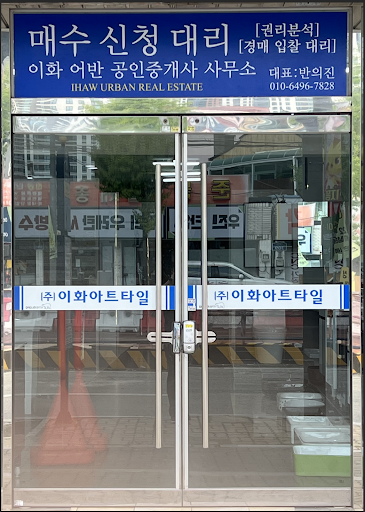 매수 신청 대리
[권리분석]
[경매 입찰 대리]
이화 어반 공인중개사 사무소
대표:반의진
IHAW URBAN REAL ESTATE
010-6496-7828
(주)이화아트타일
(주)이화아트타일